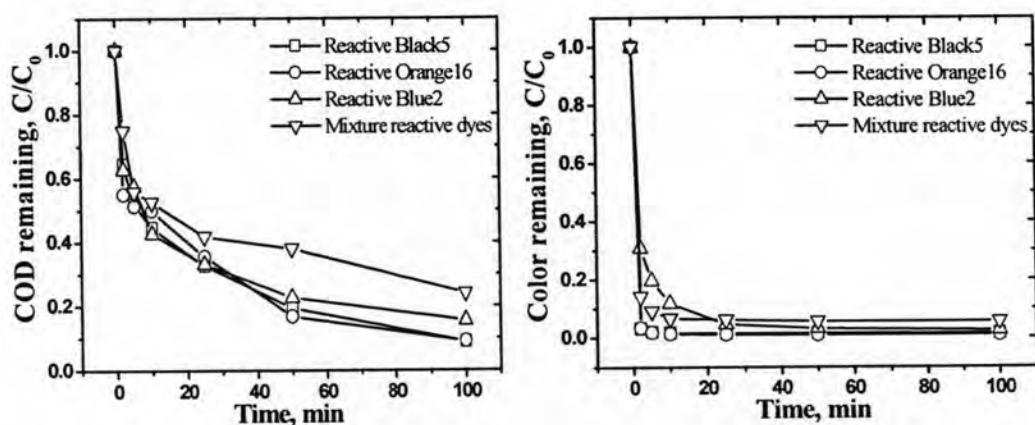 COD remaining, C/C0
1.0
0.8
0.6
0.4
0.2
0.0
Reactive Black5
Reactive Orange16
Reactive Blue2
Mixture reactive dyes
0 20 40 60 80 100
Time, min
Color remaining, C/C0
1.0
0.8
0.6
0.4
0.2
0.0
Reactive Black5
Reactive Orange16
Reactive Blue2
Mixture reactive dyes
0 20 40 60 80 100
Time, min